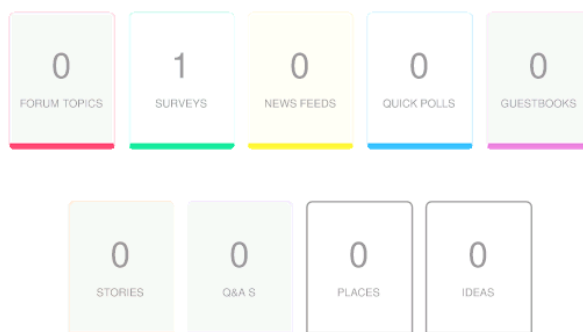 0 1 0 0 0
FORUM TOPICS SURVEYS NEWS FEEDS QUICK POLLS GUESTBOOKS
0 0 0 0
STORIES Q&A S PLACES IDEAS